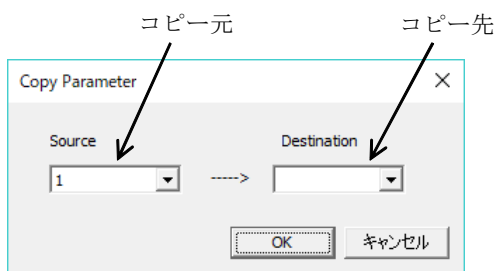 コピー元 コピー先
Copy Parameter
Source Destination
1 ----->
OK キャンセル